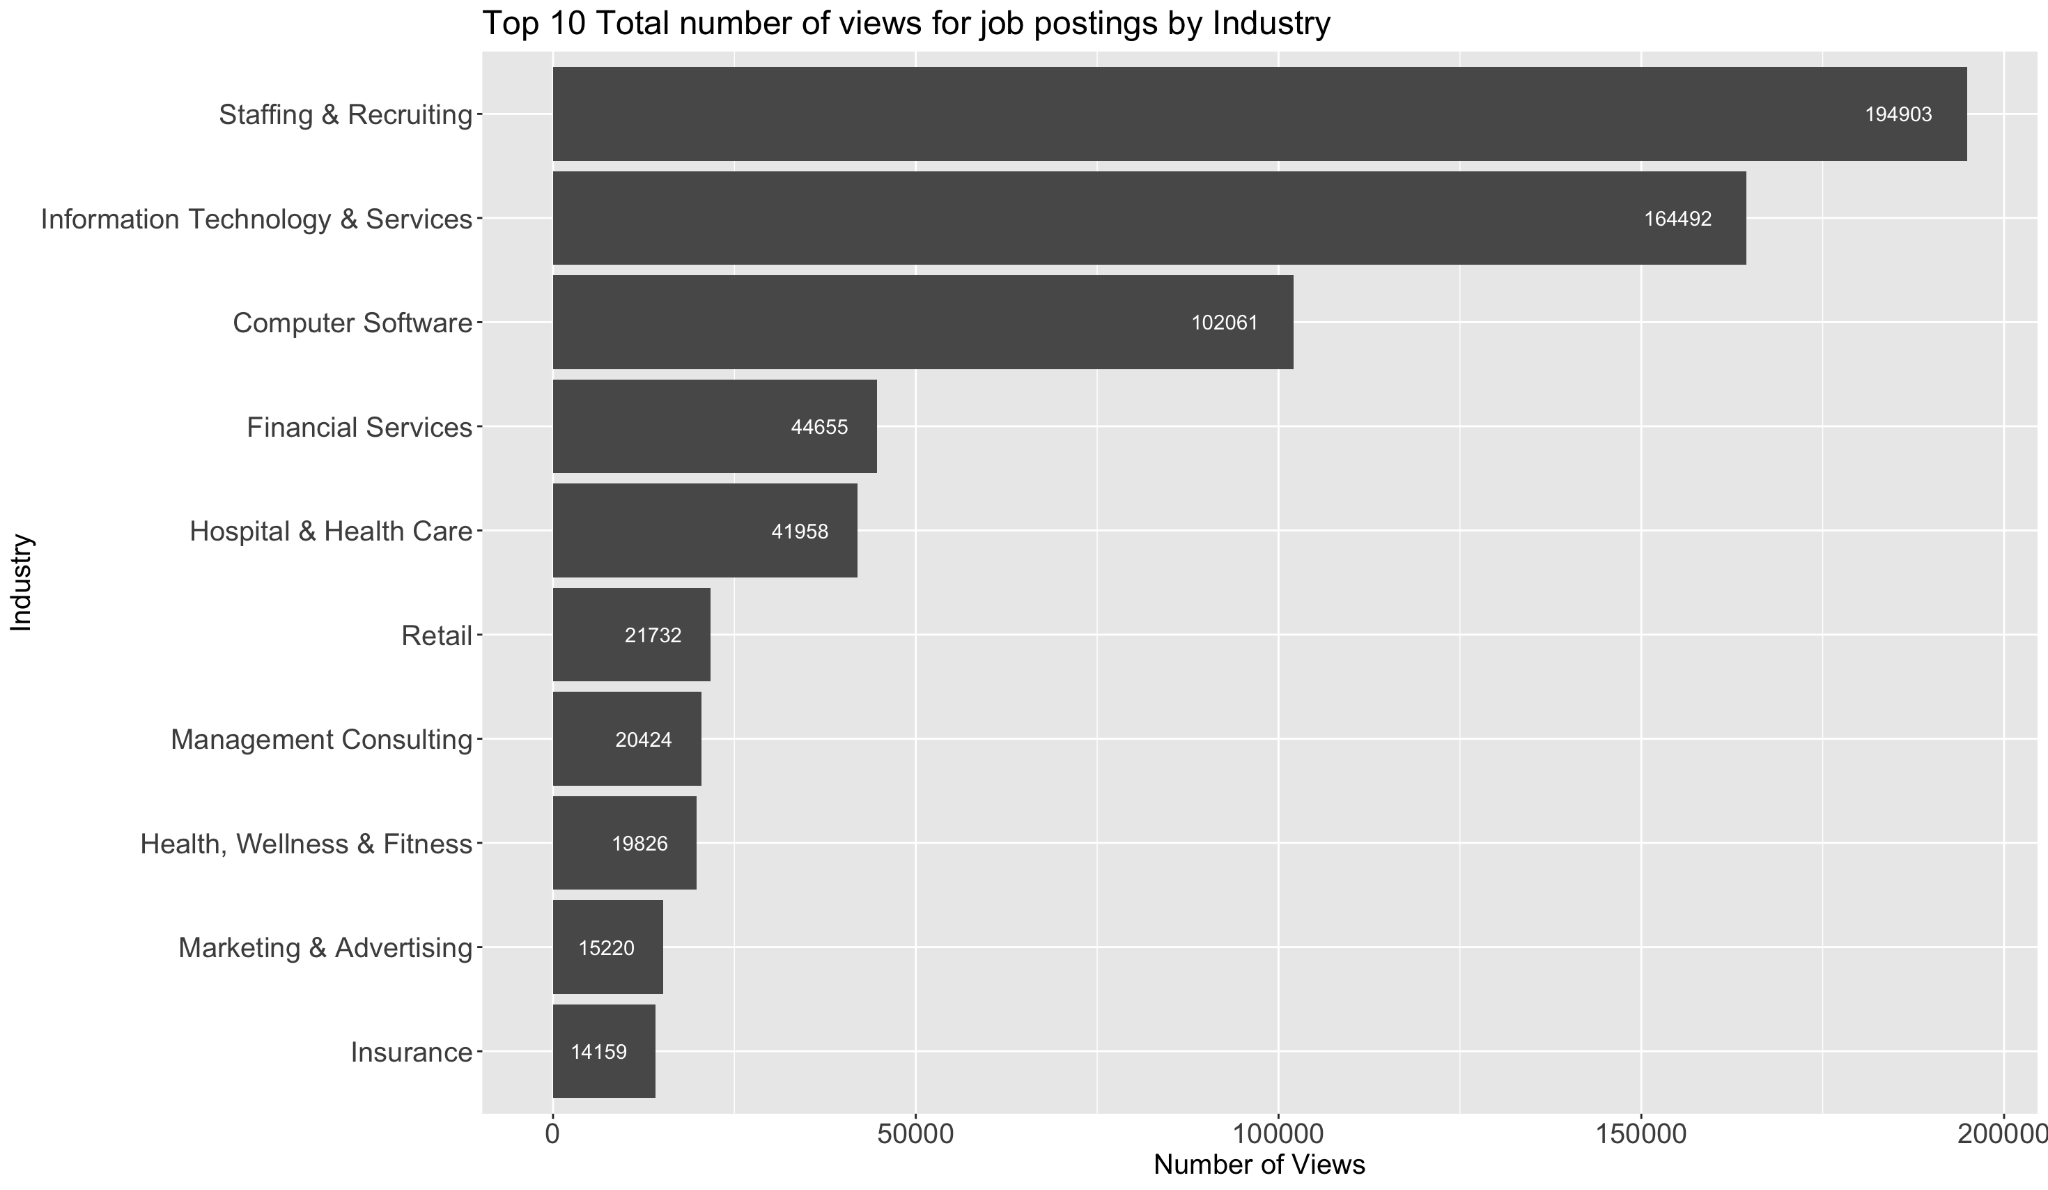 Top 10 Total number of views for job postings by Industry
Staffing & Recruiting
194903
Information Technology & Services
164492
Computer Software
102061
Financial Services
44655
Hospital & Health Care
41958
Retail
21732
Management Consulting
20424
Health, Wellness & Fitness
19826
Marketing & Advertising
15220
Insurance
14159
Industry
0 50000 100000 150000 200000
Number of Views